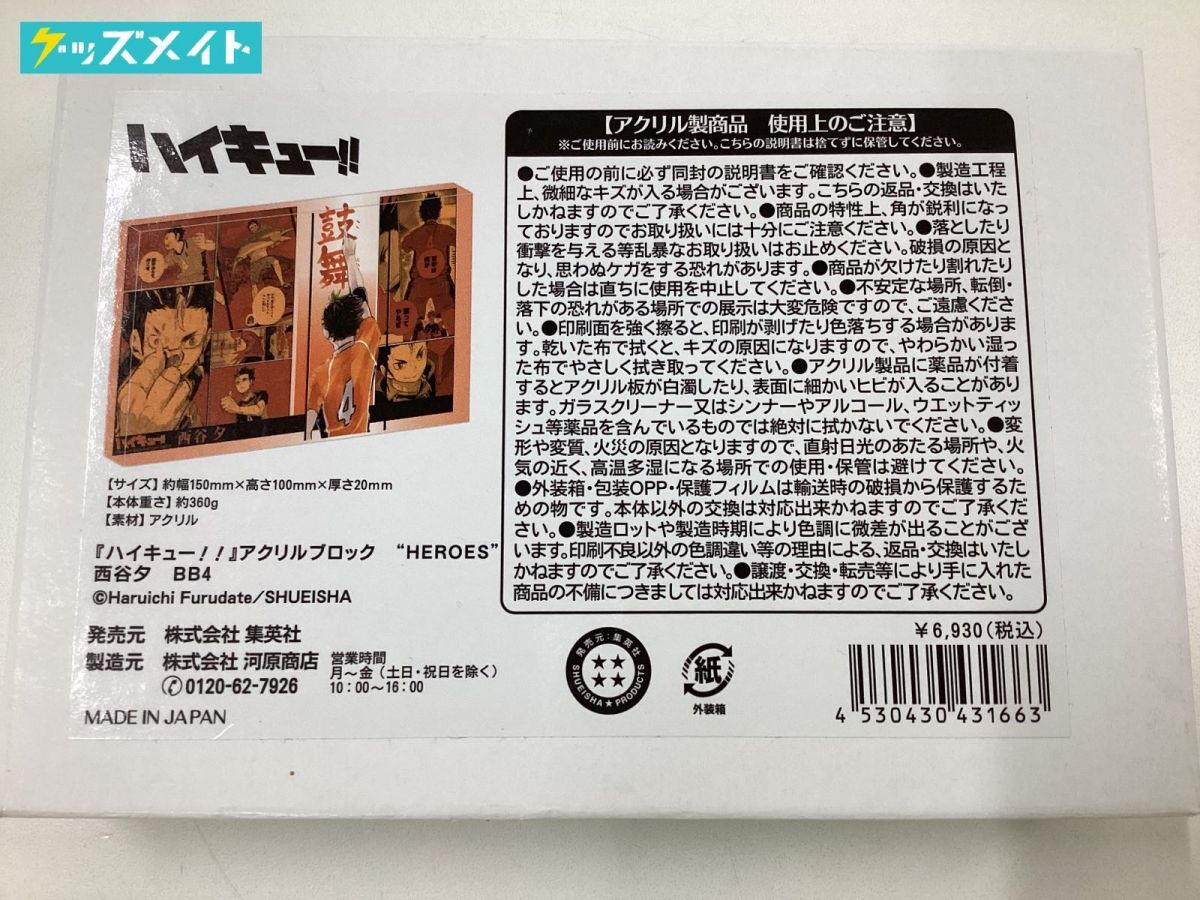 グッズメイト
ハイキュー!!
鼓舞
4
ハイキュー!! 西谷夕
【サイズ】約幅150mm×高さ100mm×厚さ20mm
【本体重さ】約360g
【素材】アクリル
『ハイキュー！！』アクリルブロック “HEROES”
西谷夕 BB4
©Haruichi Furudate/SHUEISHA
発売元 株式会社 集英社
製造元 株式会社 河原商店
0120-62-7926
営業時間
月～金（土日・祝日を除く）
10：00～16：00
MADE IN JAPAN
【アクリル製商品 使用上のご注意】
※ご使用前にお読みください。こちらの説明書は捨てずに保管してください。
●ご使用の前に必ず同封の説明書をご確認ください。●製造工程
上、微細なキズが入る場合がございます。こちらの返品・交換はいた
しかねますのでご了承ください。●商品の特性上、角が鋭利になっ
ておりますのでお取り扱いには十分にご注意ください。●落としたり
衝撃を与える等乱暴なお取り扱いはお止めください。破損の原因と
なり、思わぬケガをする恐れがあります。●商品が欠けたり割れたり
した場合は直ちに使用を中止してください。●不安定な場所、転倒・
落下の恐れがある場所での展示は大変危険ですので、ご遠慮くださ
い。●印刷面を強く擦ると、印刷が剥げたり色落ちする場合がありま
す。乾いた布で拭くと、キズの原因になりますので、やわらかい湿っ
た布でやさしく拭き取ってください。●アクリル製品に薬品が付着
するとアクリル板が白濁したり、表面に細かいヒビが入ることがあり
ます。ガラスクリーナー又はシンナーやアルコール、ウエットティッ
シュ等薬品を含んでいるものでは絶対に拭かないでください。●変
形や変質、火災の原因となりますので、直射日光のあたる場所や、火
気の近く、高温多湿になる場所での使用・保管は避けてください。
●外装箱・包装OPP・保護フィルムは輸送時の破損から保護するた
めの物です。本体以外の交換は対応出来かねますのでご了承くださ
い。●製造ロットや製造時期により色調に微差が出ることがござ
います。印刷不良以外の色調違い等の理由による、返品・交換はいたし
かねますのでご了承ください。●譲渡・交換・転売等により手に入れた
商品の不備につきましては対応出来かねますのでご了承ください。
発売元：集英社
SHUEISHA★PRODUCTS
紙
外装箱
￥6,930（税込）
4 530430 431663